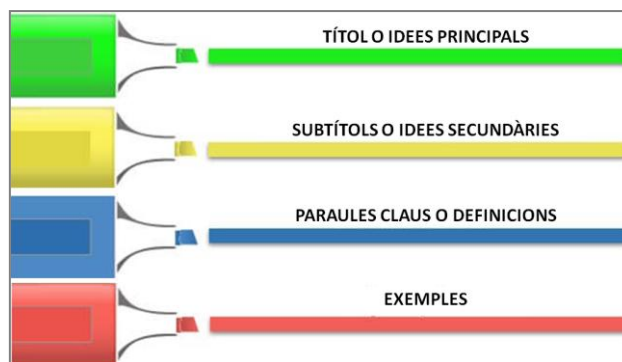 TÍTOL O IDEES PRINCIPALS
SUBTÍTOLS O IDEES SECUNDÀRIES
PARAULES CLAUS O DEFINICIONS
EXEMPLES